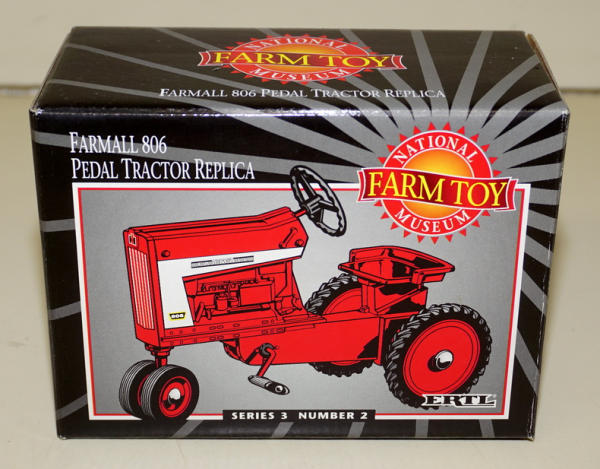 NATIONAL
FARM TOY
MUSEUM
FARMALL 806 PEDAL TRACTOR REPLICA
FARMALL 806
PEDAL TRACTOR REPLICA
NATIONAL
FARM TOY
MUSEUM
806
ERTL
SERIES 3 NUMBER 2